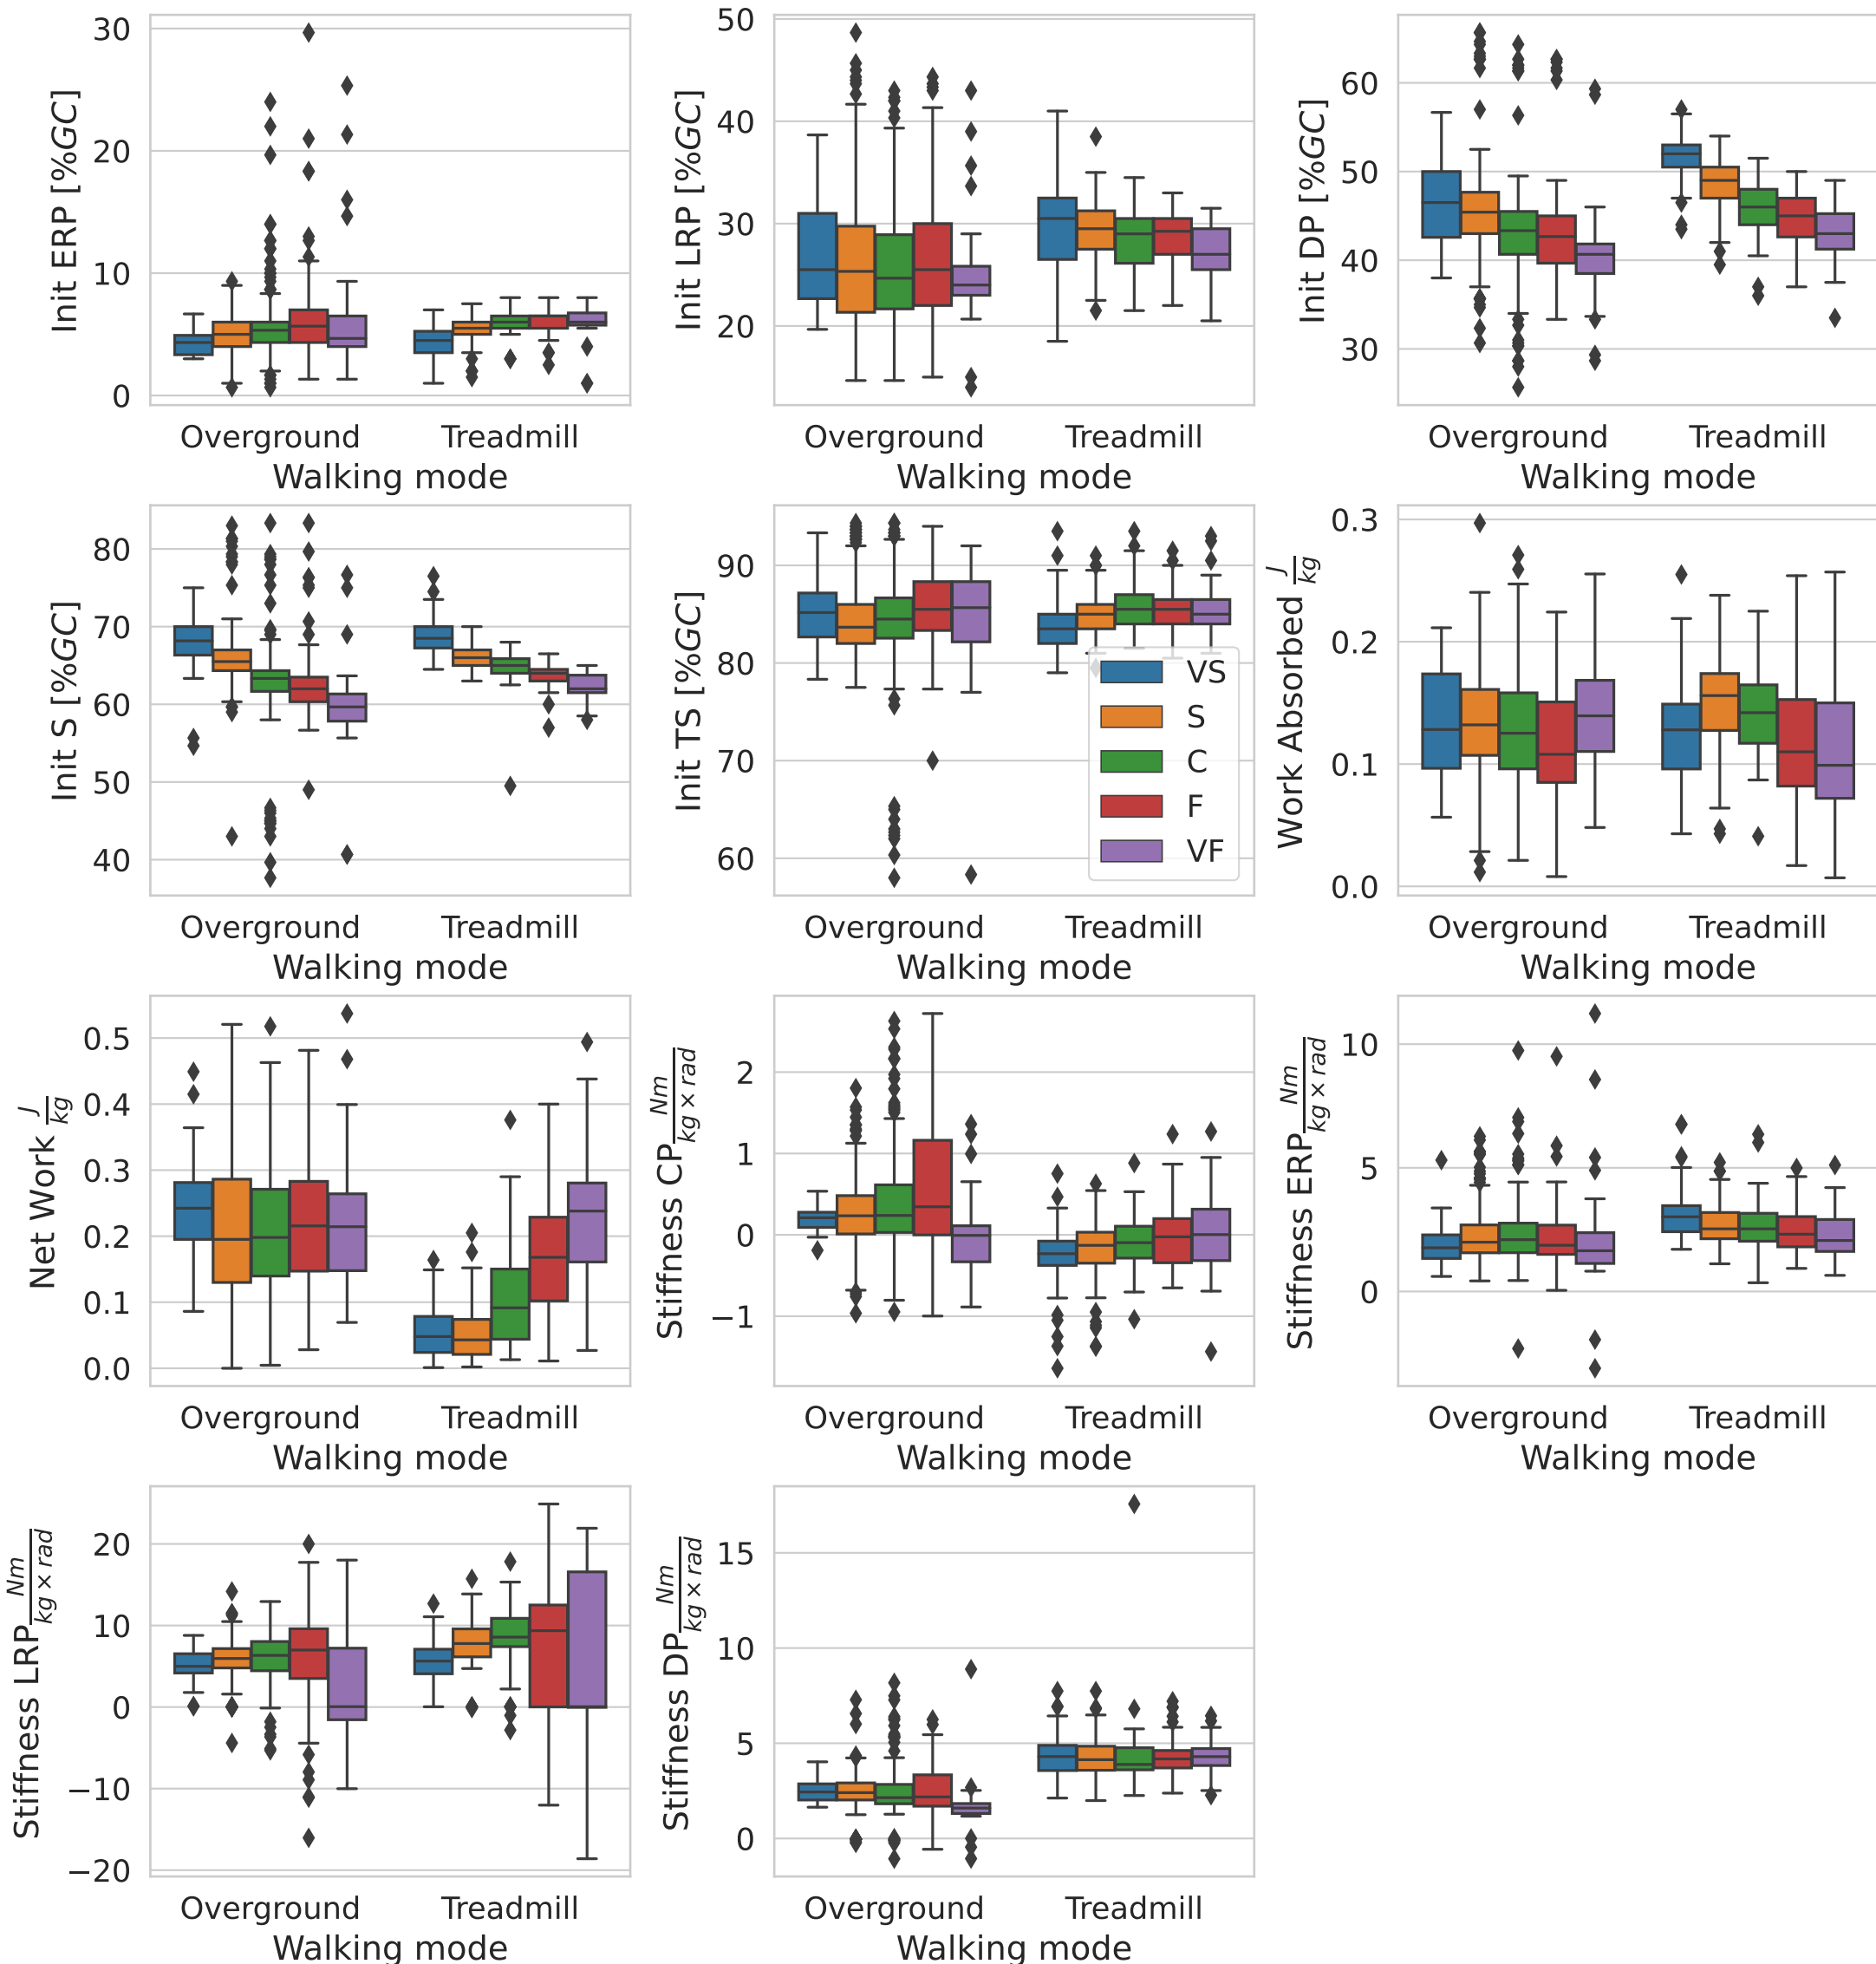 Init ERP [%GC]
30
20
10
0
Overground
Treadmill
Walking mode
Init LRP [%GC]
50
40
30
20
Overground
Treadmill
Walking mode
Init DP [%GC]
60
50
40
30
Overground
Treadmill
Walking mode
Init S [%GC]
80
70
60
50
40
Overground
Treadmill
Walking mode
Init TS [%GC]
90
80
70
60
VS
S
C
F
VF
Overground
Treadmill
Walking mode
Work Absorbed J/kg
0.3
0.2
0.1
0.0
Overground
Treadmill
Walking mode
Net Work J/kg
0.5
0.4
0.3
0.2
0.1
0.0
Overground
Treadmill
Walking mode
Stiffness CP Nm/kg × rad
2
1
0
−1
Overground
Treadmill
Walking mode
Stiffness ERP Nm/kg × rad
10
5
0
Overground
Treadmill
Walking mode
Stiffness LRP Nm/kg × rad
20
10
0
−10
−20
Overground
Treadmill
Walking mode
Stiffness DP Nm/kg × rad
15
10
5
0
Overground
Treadmill
Walking mode